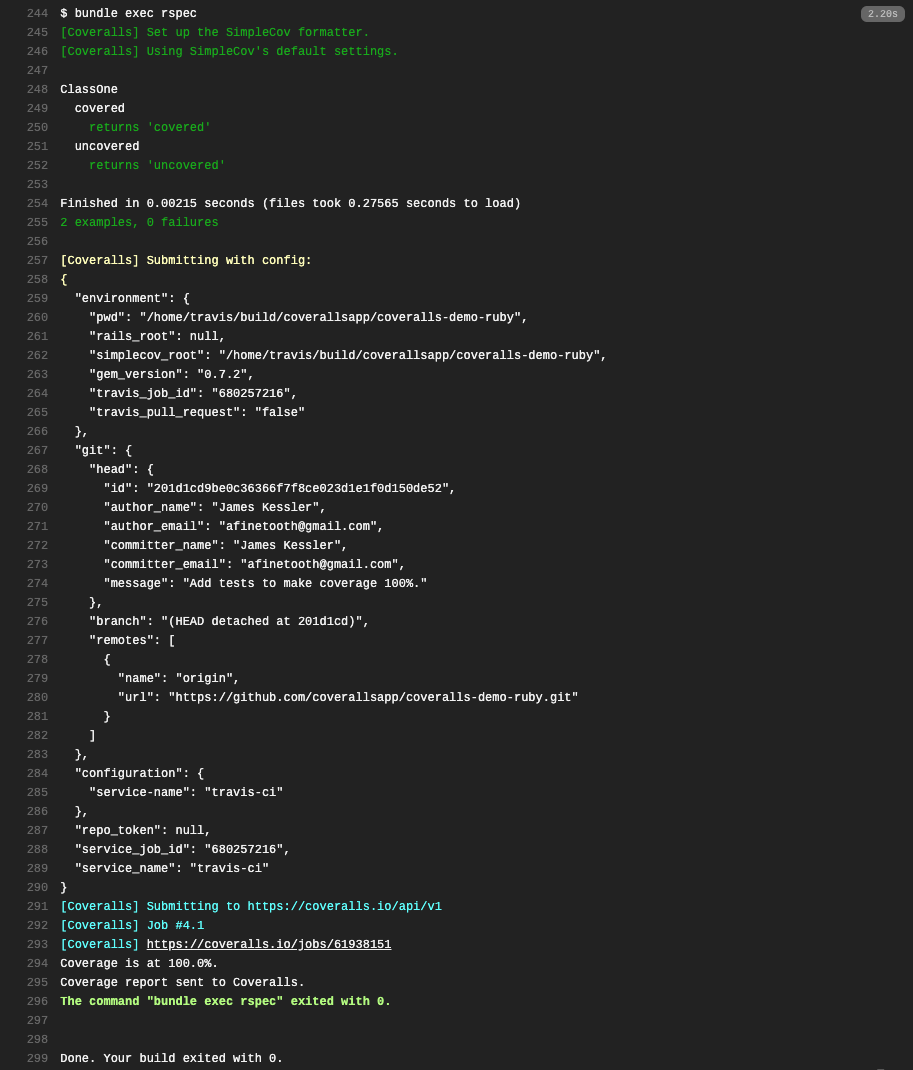 244 $ bundle exec rspec 2.20s
245 [Coveralls] Set up the SimpleCov formatter.
246 [Coveralls] Using SimpleCov's default settings.
247
248 ClassOne
249   covered
250     returns 'covered'
251   uncovered
252     returns 'uncovered'
253
254 Finished in 0.00215 seconds (files took 0.27565 seconds to load)
255 2 examples, 0 failures
256
257 [Coveralls] Submitting with config:
258 {
259   "environment": {
260     "pwd": "/home/travis/build/coverallsapp/coveralls-demo-ruby",
261     "rails_root": null,
262     "simplecov_root": "/home/travis/build/coverallsapp/coveralls-demo-ruby",
263     "gem_version": "0.7.2",
264     "travis_job_id": "680257216",
265     "travis_pull_request": "false"
266   },
267   "git": {
268     "head": {
269       "id": "201d1cd9be0c36366f7f8ce023d1e1f0d150de52",
270       "author_name": "James Kessler",
271       "author_email": "afinetooth@gmail.com",
272       "committer_name": "James Kessler",
273       "committer_email": "afinetooth@gmail.com",
274       "message": "Add tests to make coverage 100%."
275     },
276     "branch": "(HEAD detached at 201d1cd)",
277     "remotes": [
278       {
279         "name": "origin",
280         "url": "https://github.com/coverallsapp/coveralls-demo-ruby.git"
281       }
282     ]
283   },
284   "configuration": {
285     "service-name": "travis-ci"
286   },
287   "repo_token": null,
288   "service_job_id": "680257216",
289   "service_name": "travis-ci"
290 }
291 [Coveralls] Submitting to https://coveralls.io/api/v1
292 [Coveralls] Job #4.1
293 [Coveralls] https://coveralls.io/jobs/61938151
294 Coverage is at 100.0%.
295 Coverage report sent to Coveralls.
296 The command "bundle exec rspec" exited with 0.
297
298
299 Done. Your build exited with 0.